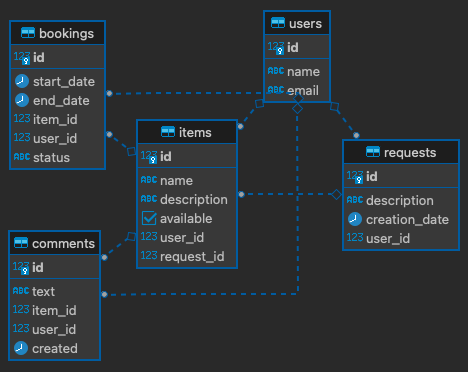 bookings
123 id
start_date
end_date
123 item_id
123 user_id
ABC status
users
123 id
ABC name
ABC email
items
123 id
ABC name
ABC description
available
123 user_id
123 request_id
requests
123 id
ABC description
creation_date
123 user_id
comments
123 id
ABC text
123 item_id
123 user_id
created